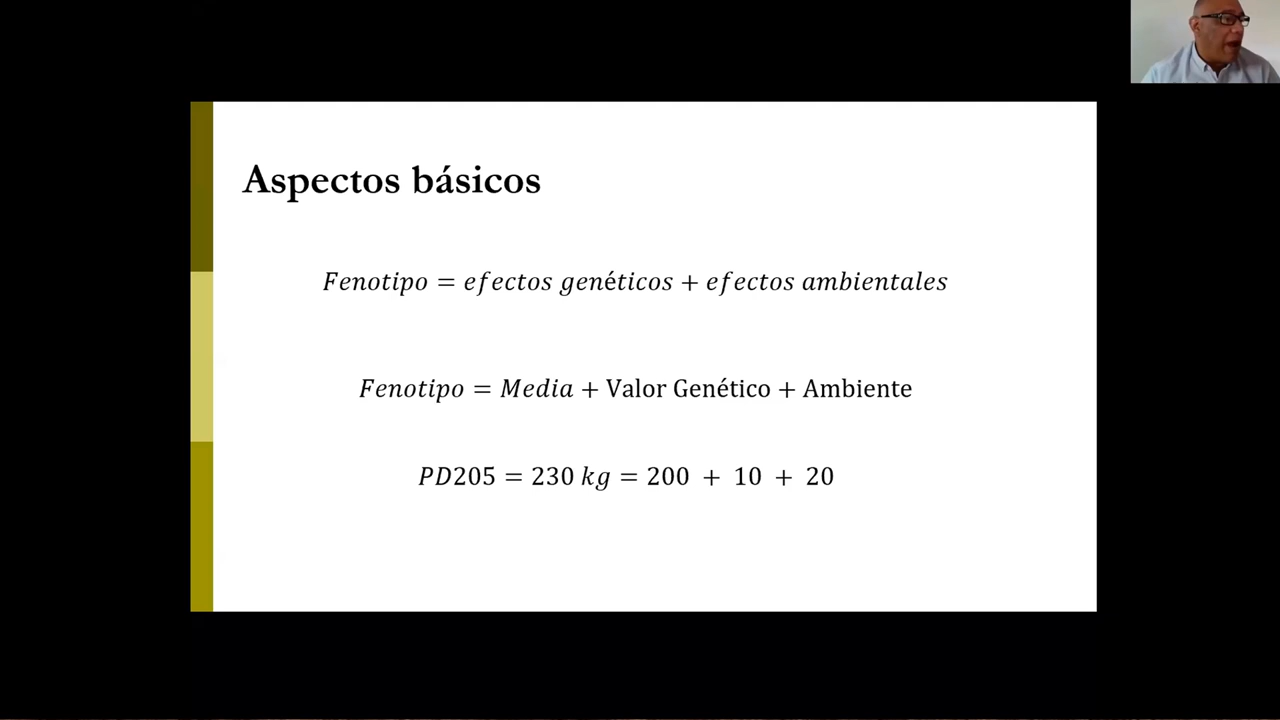 Aspectos básicos
Fenotipo = efectos genéticos + efectos ambientales
Fenotipo = Media + Valor Genético + Ambiente
PD205 = 230 kg = 200 + 10 + 20